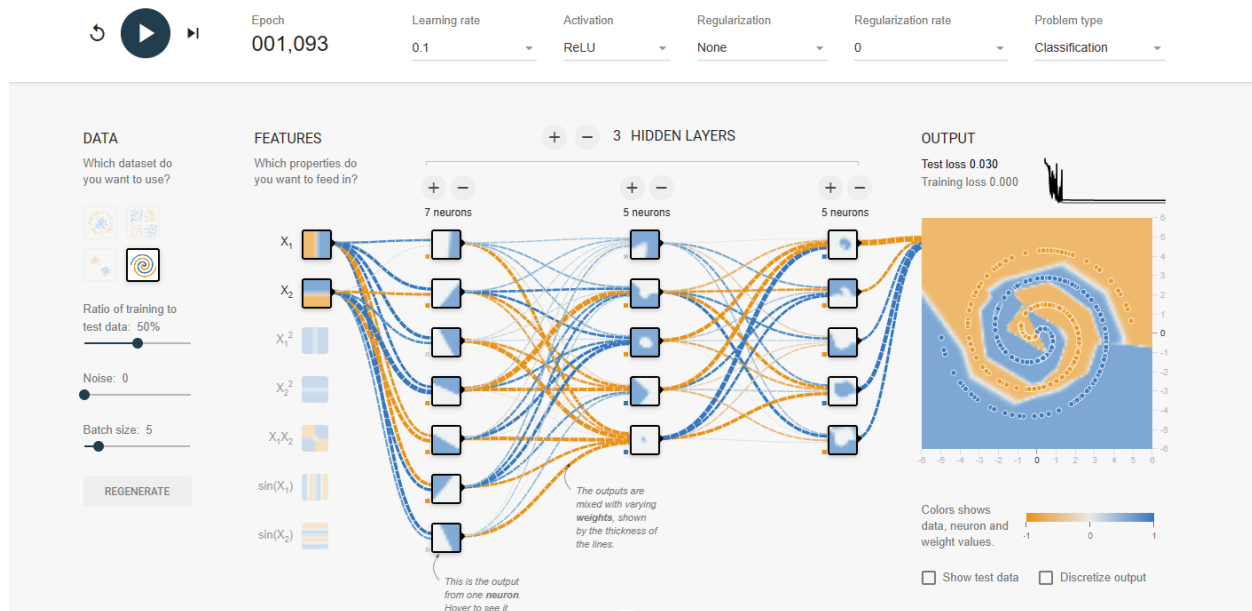 Epoch
001,093
Learning rate
0.1
Activation
ReLU
Regularization
None
Regularization rate
0
Problem type
Classification
DATA
Which dataset do
you want to use?
Ratio of training to
test data: 50%
Noise: 0
Batch size: 5
REGENERATE
FEATURES
Which properties do
you want to feed in?
X₁
X₂
X₁²
X₂²
X₁X₂
sin(X₁)
sin(X₂)
+ − 3 HIDDEN LAYERS
+ −
7 neurons
+ −
5 neurons
+ −
5 neurons
The outputs are
mixed with varying
weights, shown
by the thickness of
the lines.
This is the output
from one neuron.
Hover to see it
OUTPUT
Test loss 0.030
Training loss 0.000
6
5
4
3
2
1
0
-1
-2
-3
-4
-5
-6
-6 -5 -4 -3 -2 -1 0 1 2 3 4 5 6
Colors shows
data, neuron and
weight values.
-1 0 1
Show test data
Discretize output